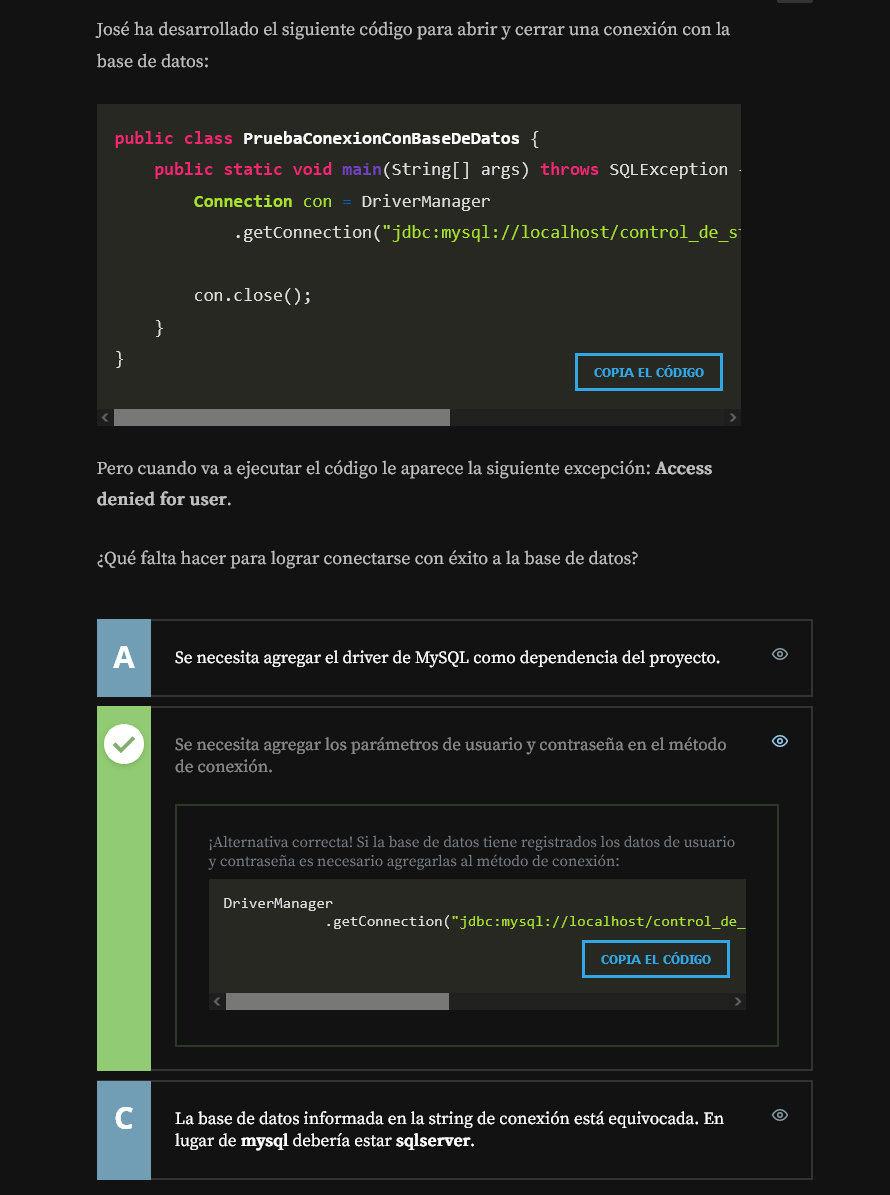 José ha desarrollado el siguiente código para abrir y cerrar una conexión con la
base de datos:
public class PruebaConexionConBaseDeDatos {
public static void main(String[] args) throws SQLException
Connection con = DriverManager
.getConnection("jdbc:mysql://localhost/control_de_st
con.close();
}
}
COPIA EL CÓDIGO
Pero cuando va a ejecutar el código le aparece la siguiente excepción: Access
denied for user.
¿Qué falta hacer para lograr conectarse con éxito a la base de datos?
A
Se necesita agregar el driver de MySQL como dependencia del proyecto.
Se necesita agregar los parámetros de usuario y contraseña en el método
de conexión.
¡Alternativa correcta! Si la base de datos tiene registrados los datos de usuario
y contraseña es necesario agregarlas al método de conexión:
DriverManager
.getConnection("jdbc:mysql://localhost/control_de_
COPIA EL CÓDIGO
C
La base de datos informada en la string de conexión está equivocada. En
lugar de mysql debería estar sqlserver.